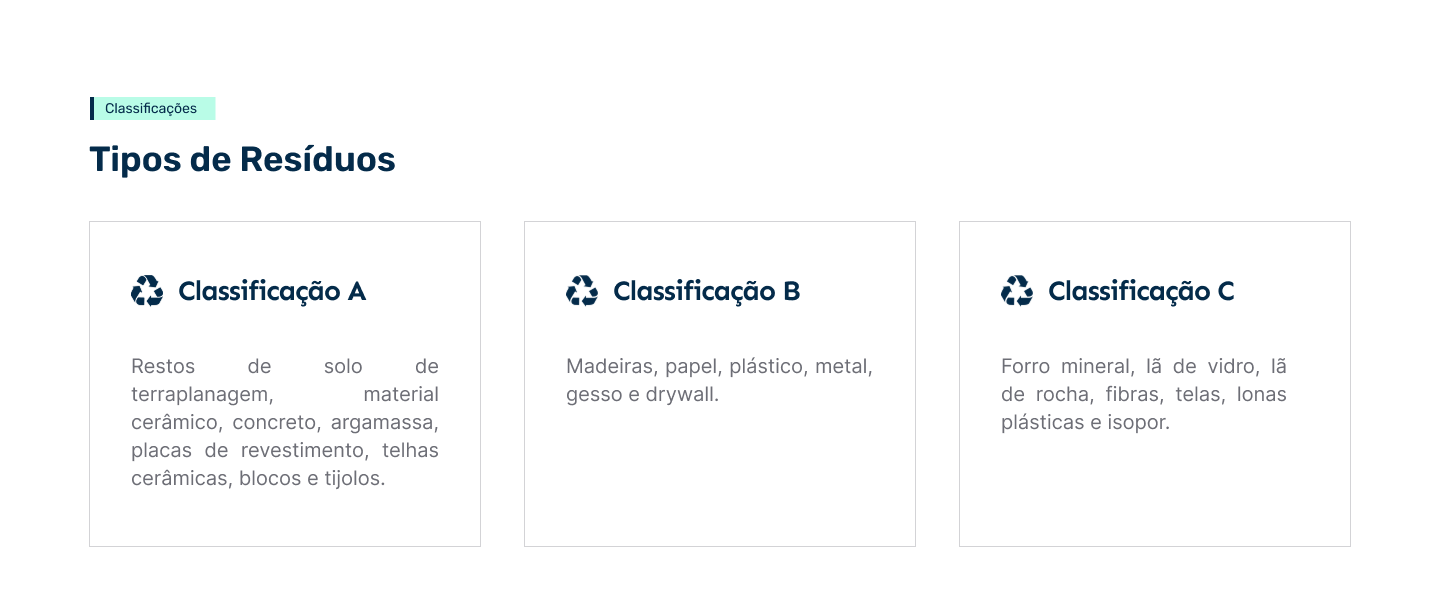 Classificações
Tipos de Resíduos
Classificação A
Restos de solo de
terraplanagem, material
cerâmico, concreto, argamassa,
placas de revestimento, telhas
cerâmicas, blocos e tijolos.
Classificação B
Madeiras, papel, plástico, metal,
gesso e drywall.
Classificação C
Forro mineral, lã de vidro, lã
de rocha, fibras, telas, lonas
plásticas e isopor.